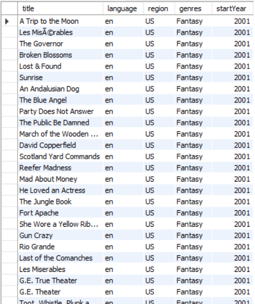 title language region genres startYear
A Trip to the Moon en US Fantasy 2001
Les Misérables en US Fantasy 2001
The Governor en US Fantasy 2001
Broken Blossoms en US Fantasy 2001
Lost & Found en US Fantasy 2001
Sunrise en US Fantasy 2001
An Andalusian Dog en US Fantasy 2001
The Blue Angel en US Fantasy 2001
Party Does Not Answer en US Fantasy 2001
The Public Be Damned en US Fantasy 2001
March of the Wooden ... en US Fantasy 2001
David Copperfield en US Fantasy 2001
Scotland Yard Commands en US Fantasy 2001
Reefer Madness en US Fantasy 2001
Mad About Money en US Fantasy 2001
He Loved an Actress en US Fantasy 2001
The Jungle Book en US Fantasy 2001
Fort Apache en US Fantasy 2001
She Wore a Yellow Rib... en US Fantasy 2001
Gun Crazy en US Fantasy 2001
Rio Grande en US Fantasy 2001
Last of the Comanches en US Fantasy 2001
Les Miserables en US Fantasy 2001
G.E. True Theater en US Fantasy 2001
G.E. Theater en US Fantasy 2001
Toot, Whistle, Plunk a... en US Fantasy 2001